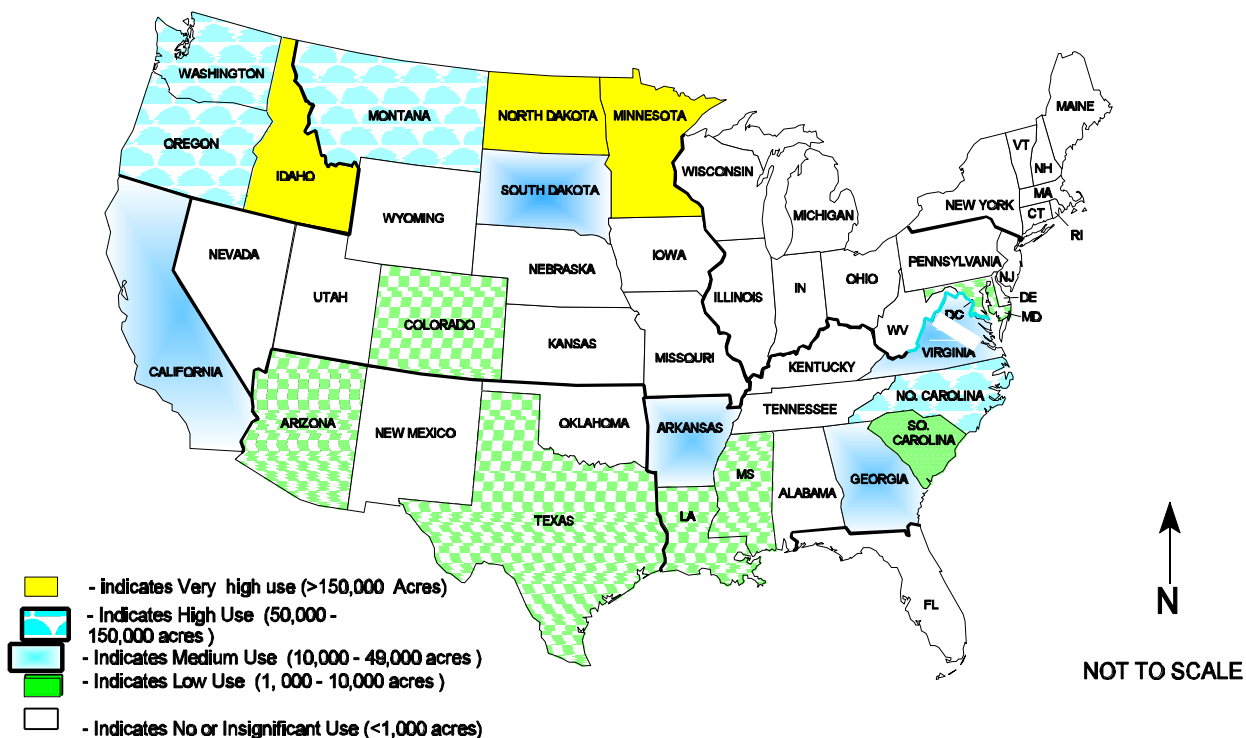 WASHINGTON
MONTANA
NORTH DAKOTA
MINNESOTA
MAINE
OREGON
IDAHO
SOUTH DAKOTA
WISCONSIN
VT
NH
WYOMING
MICHIGAN
NEW YORK
MA
CT
RI
NEVADA
IOWA
PENNSYLVANIA
NEBRASKA
OHIO
NJ
UTAH
ILLINOIS
IN
DE
COLORADO
WV
DC
MD
KANSAS
MISSOURI
VIRGINIA
CALIFORNIA
KENTUCKY
NO. CAROLINA
TENNESSEE
ARIZONA
NEW MEXICO
OKLAHOMA
ARKANSAS
SO.
CAROLINA
MS
GEORGIA
ALABAMA
TEXAS
LA
FL
- indicates Very high use (>150,000 Acres)
- Indicates High Use (50,000 -
150,000 acres )
- Indicates Medium Use (10,000 - 49,000 acres )
- Indicates Low Use (1, 000 - 10,000 acres )
- Indicates No or Insignificant Use (<1,000 acres)
N
NOT TO SCALE